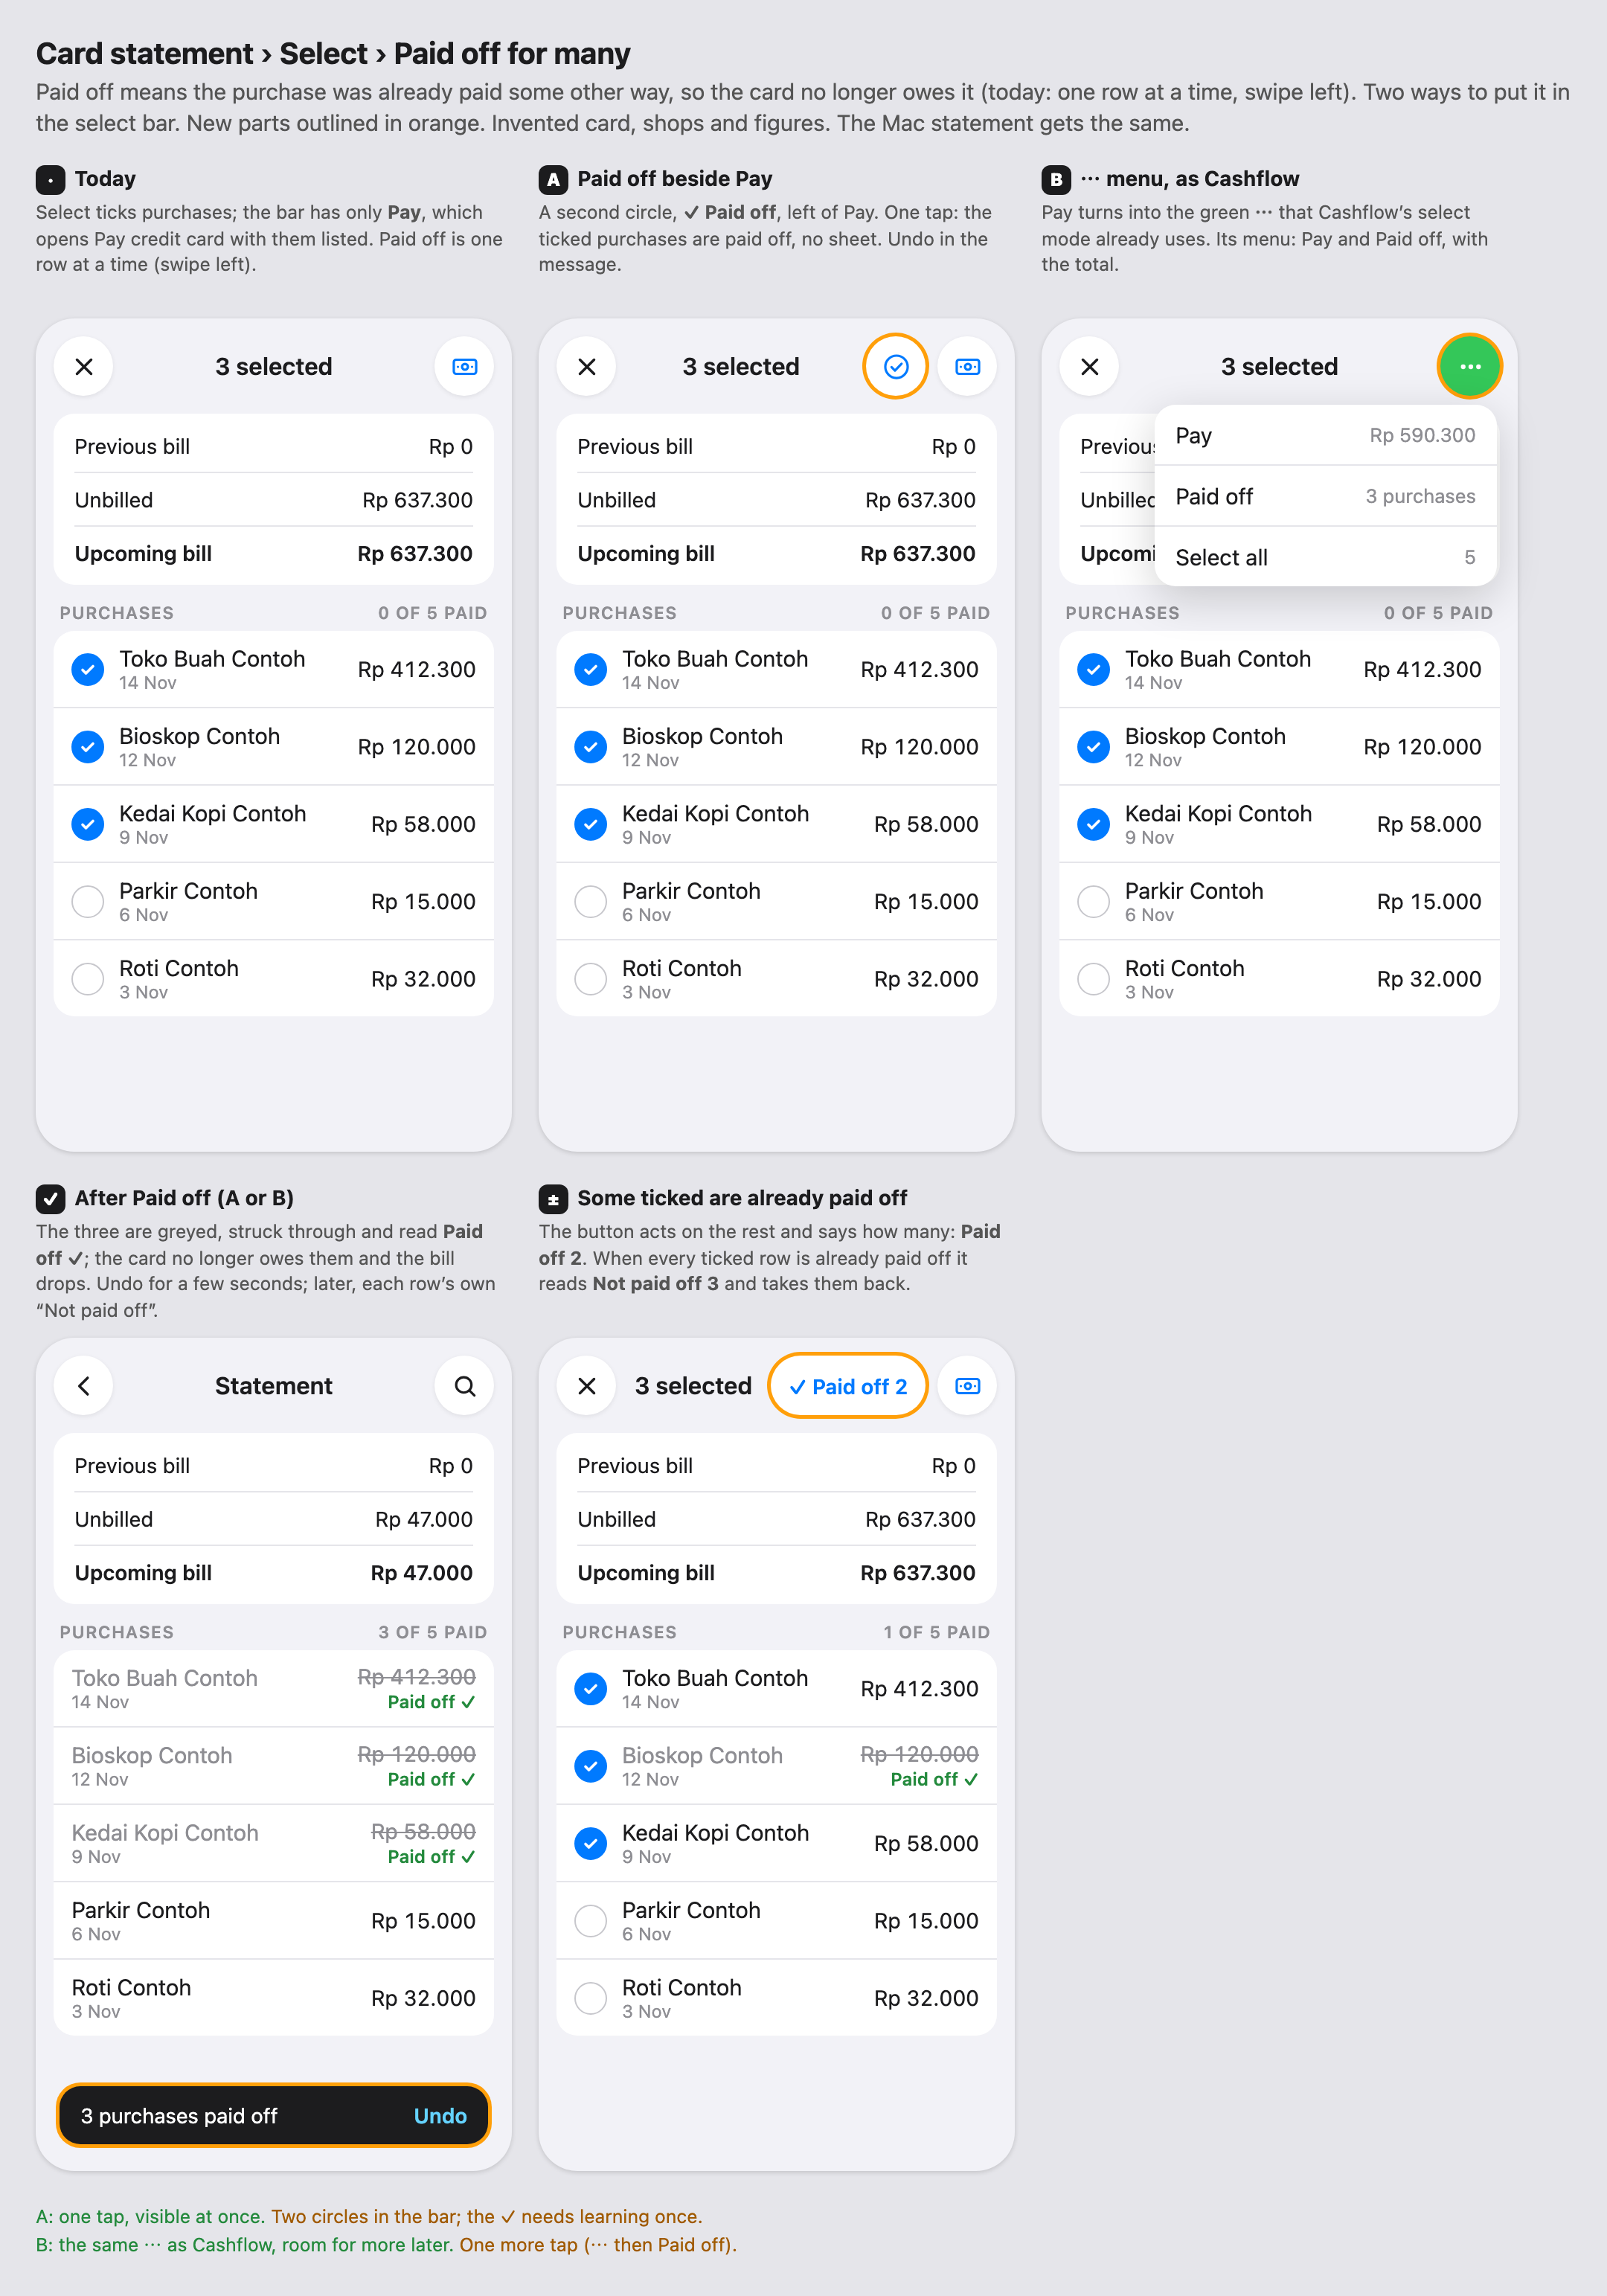 Card statement › Select › Paid off for many
Paid off means the purchase was already paid some other way, so the card no longer owes it (today: one row at a time, swipe left). Two ways to put it in
the select bar. New parts outlined in orange. Invented card, shops and figures. The Mac statement gets the same.
· Today
Select ticks purchases; the bar has only Pay, which
opens Pay credit card with them listed. Paid off is one
row at a time (swipe left).
A Paid off beside Pay
A second circle, ✓ Paid off, left of Pay. One tap: the
ticked purchases are paid off, no sheet. Undo in the
message.
B ··· menu, as Cashflow
Pay turns into the green ··· that Cashflow’s select
mode already uses. Its menu: Pay and Paid off, with
the total.
3 selected
Previous bill Rp 0
Unbilled Rp 637.300
Upcoming bill Rp 637.300
PURCHASES 0 OF 5 PAID
Toko Buah Contoh Rp 412.300
14 Nov
Bioskop Contoh Rp 120.000
12 Nov
Kedai Kopi Contoh Rp 58.000
9 Nov
Parkir Contoh Rp 15.000
6 Nov
Roti Contoh Rp 32.000
3 Nov
3 selected
Previous bill Rp 0
Unbilled Rp 637.300
Upcoming bill Rp 637.300
PURCHASES 0 OF 5 PAID
Toko Buah Contoh Rp 412.300
14 Nov
Bioskop Contoh Rp 120.000
12 Nov
Kedai Kopi Contoh Rp 58.000
9 Nov
Parkir Contoh Rp 15.000
6 Nov
Roti Contoh Rp 32.000
3 Nov
3 selected ···
Pay Rp 590.300
Paid off 3 purchases
Select all 5
Previous
Unbilled
Upcomi
PURCHASES 0 OF 5 PAID
Toko Buah Contoh Rp 412.300
14 Nov
Bioskop Contoh Rp 120.000
12 Nov
Kedai Kopi Contoh Rp 58.000
9 Nov
Parkir Contoh Rp 15.000
6 Nov
Roti Contoh Rp 32.000
3 Nov
✓ After Paid off (A or B)
The three are greyed, struck through and read Paid
off ✓; the card no longer owes them and the bill
drops. Undo for a few seconds; later, each row’s own
“Not paid off”.
± Some ticked are already paid off
The button acts on the rest and says how many: Paid
off 2. When every ticked row is already paid off it
reads Not paid off 3 and takes them back.
Statement
Previous bill Rp 0
Unbilled Rp 47.000
Upcoming bill Rp 47.000
PURCHASES 3 OF 5 PAID
Toko Buah Contoh Rp 412.300
14 Nov Paid off ✓
Bioskop Contoh Rp 120.000
12 Nov Paid off ✓
Kedai Kopi Contoh Rp 58.000
9 Nov Paid off ✓
Parkir Contoh Rp 15.000
6 Nov
Roti Contoh Rp 32.000
3 Nov
3 purchases paid off Undo
3 selected ✓ Paid off 2
Previous bill Rp 0
Unbilled Rp 637.300
Upcoming bill Rp 637.300
PURCHASES 1 OF 5 PAID
Toko Buah Contoh Rp 412.300
14 Nov
Bioskop Contoh Rp 120.000
12 Nov Paid off ✓
Kedai Kopi Contoh Rp 58.000
9 Nov
Parkir Contoh Rp 15.000
6 Nov
Roti Contoh Rp 32.000
3 Nov
A: one tap, visible at once. Two circles in the bar; the ✓ needs learning once.
B: the same ··· as Cashflow, room for more later. One more tap (··· then Paid off).